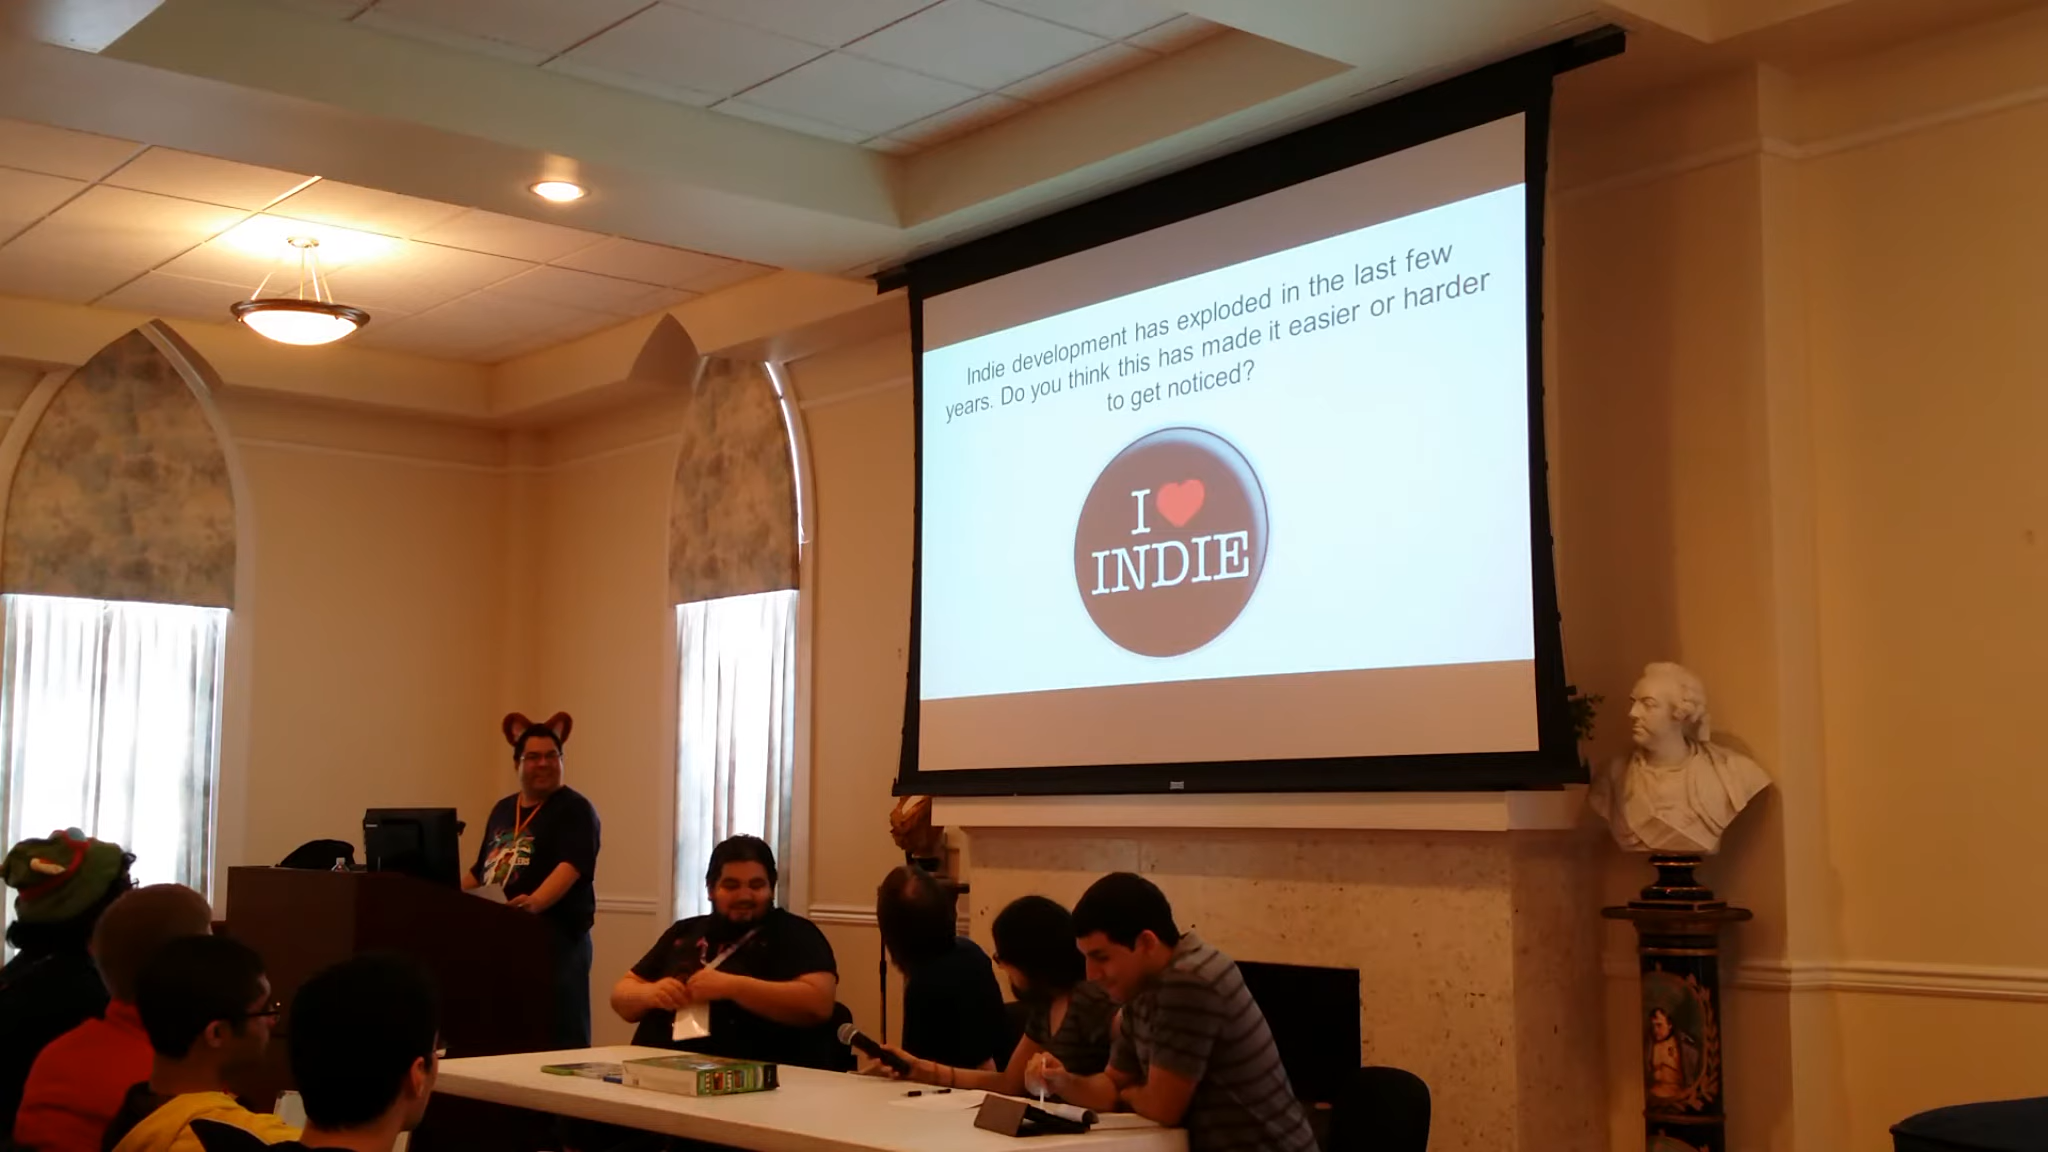 Indie development has exploded in the last few
years. Do you think this has made it easier or harder
to get noticed?
I ❤
INDIE